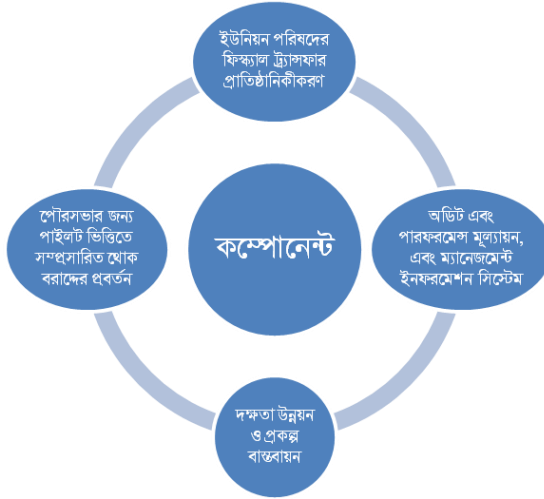 ইউনিয়ন পরিষদের
ফিস্ক্যাল ট্র্যান্সফার
প্রাতিষ্ঠানিকীকরণ
পৌরসভার জন্য
পাইলট ভিত্তিতে
সম্প্রসারিত থোক
বরাদ্দের প্রবর্তন
কম্পোনেন্ট
অডিট এবং
পারফরমেন্স মূল্যায়ন,
এবং ম্যানেজমেন্ট
ইনফরমেশন সিস্টেম
দক্ষতা উন্নয়ন
ও প্রকল্প
বাস্তবায়ন